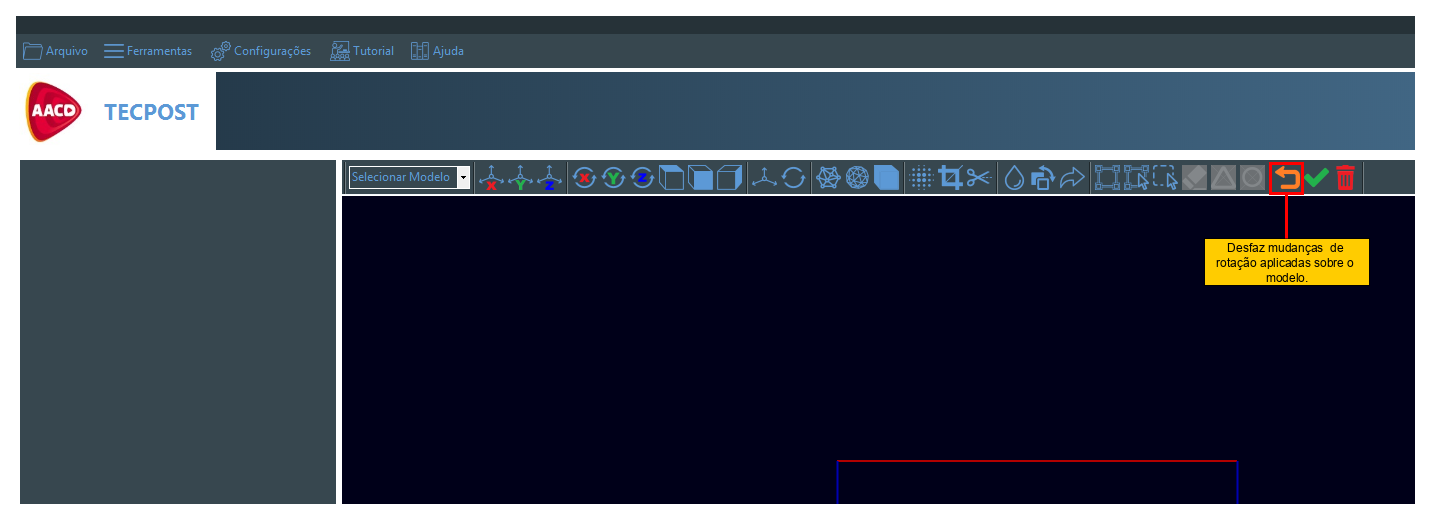 Arquivo
Ferramentas
Configurações
Tutorial
Ajuda
AACD
TECPOST
Selecionar Modelo
X
Y
Z
X
Y
Z
Desfaz mudanças  de
rotação aplicadas sobre o
modelo.